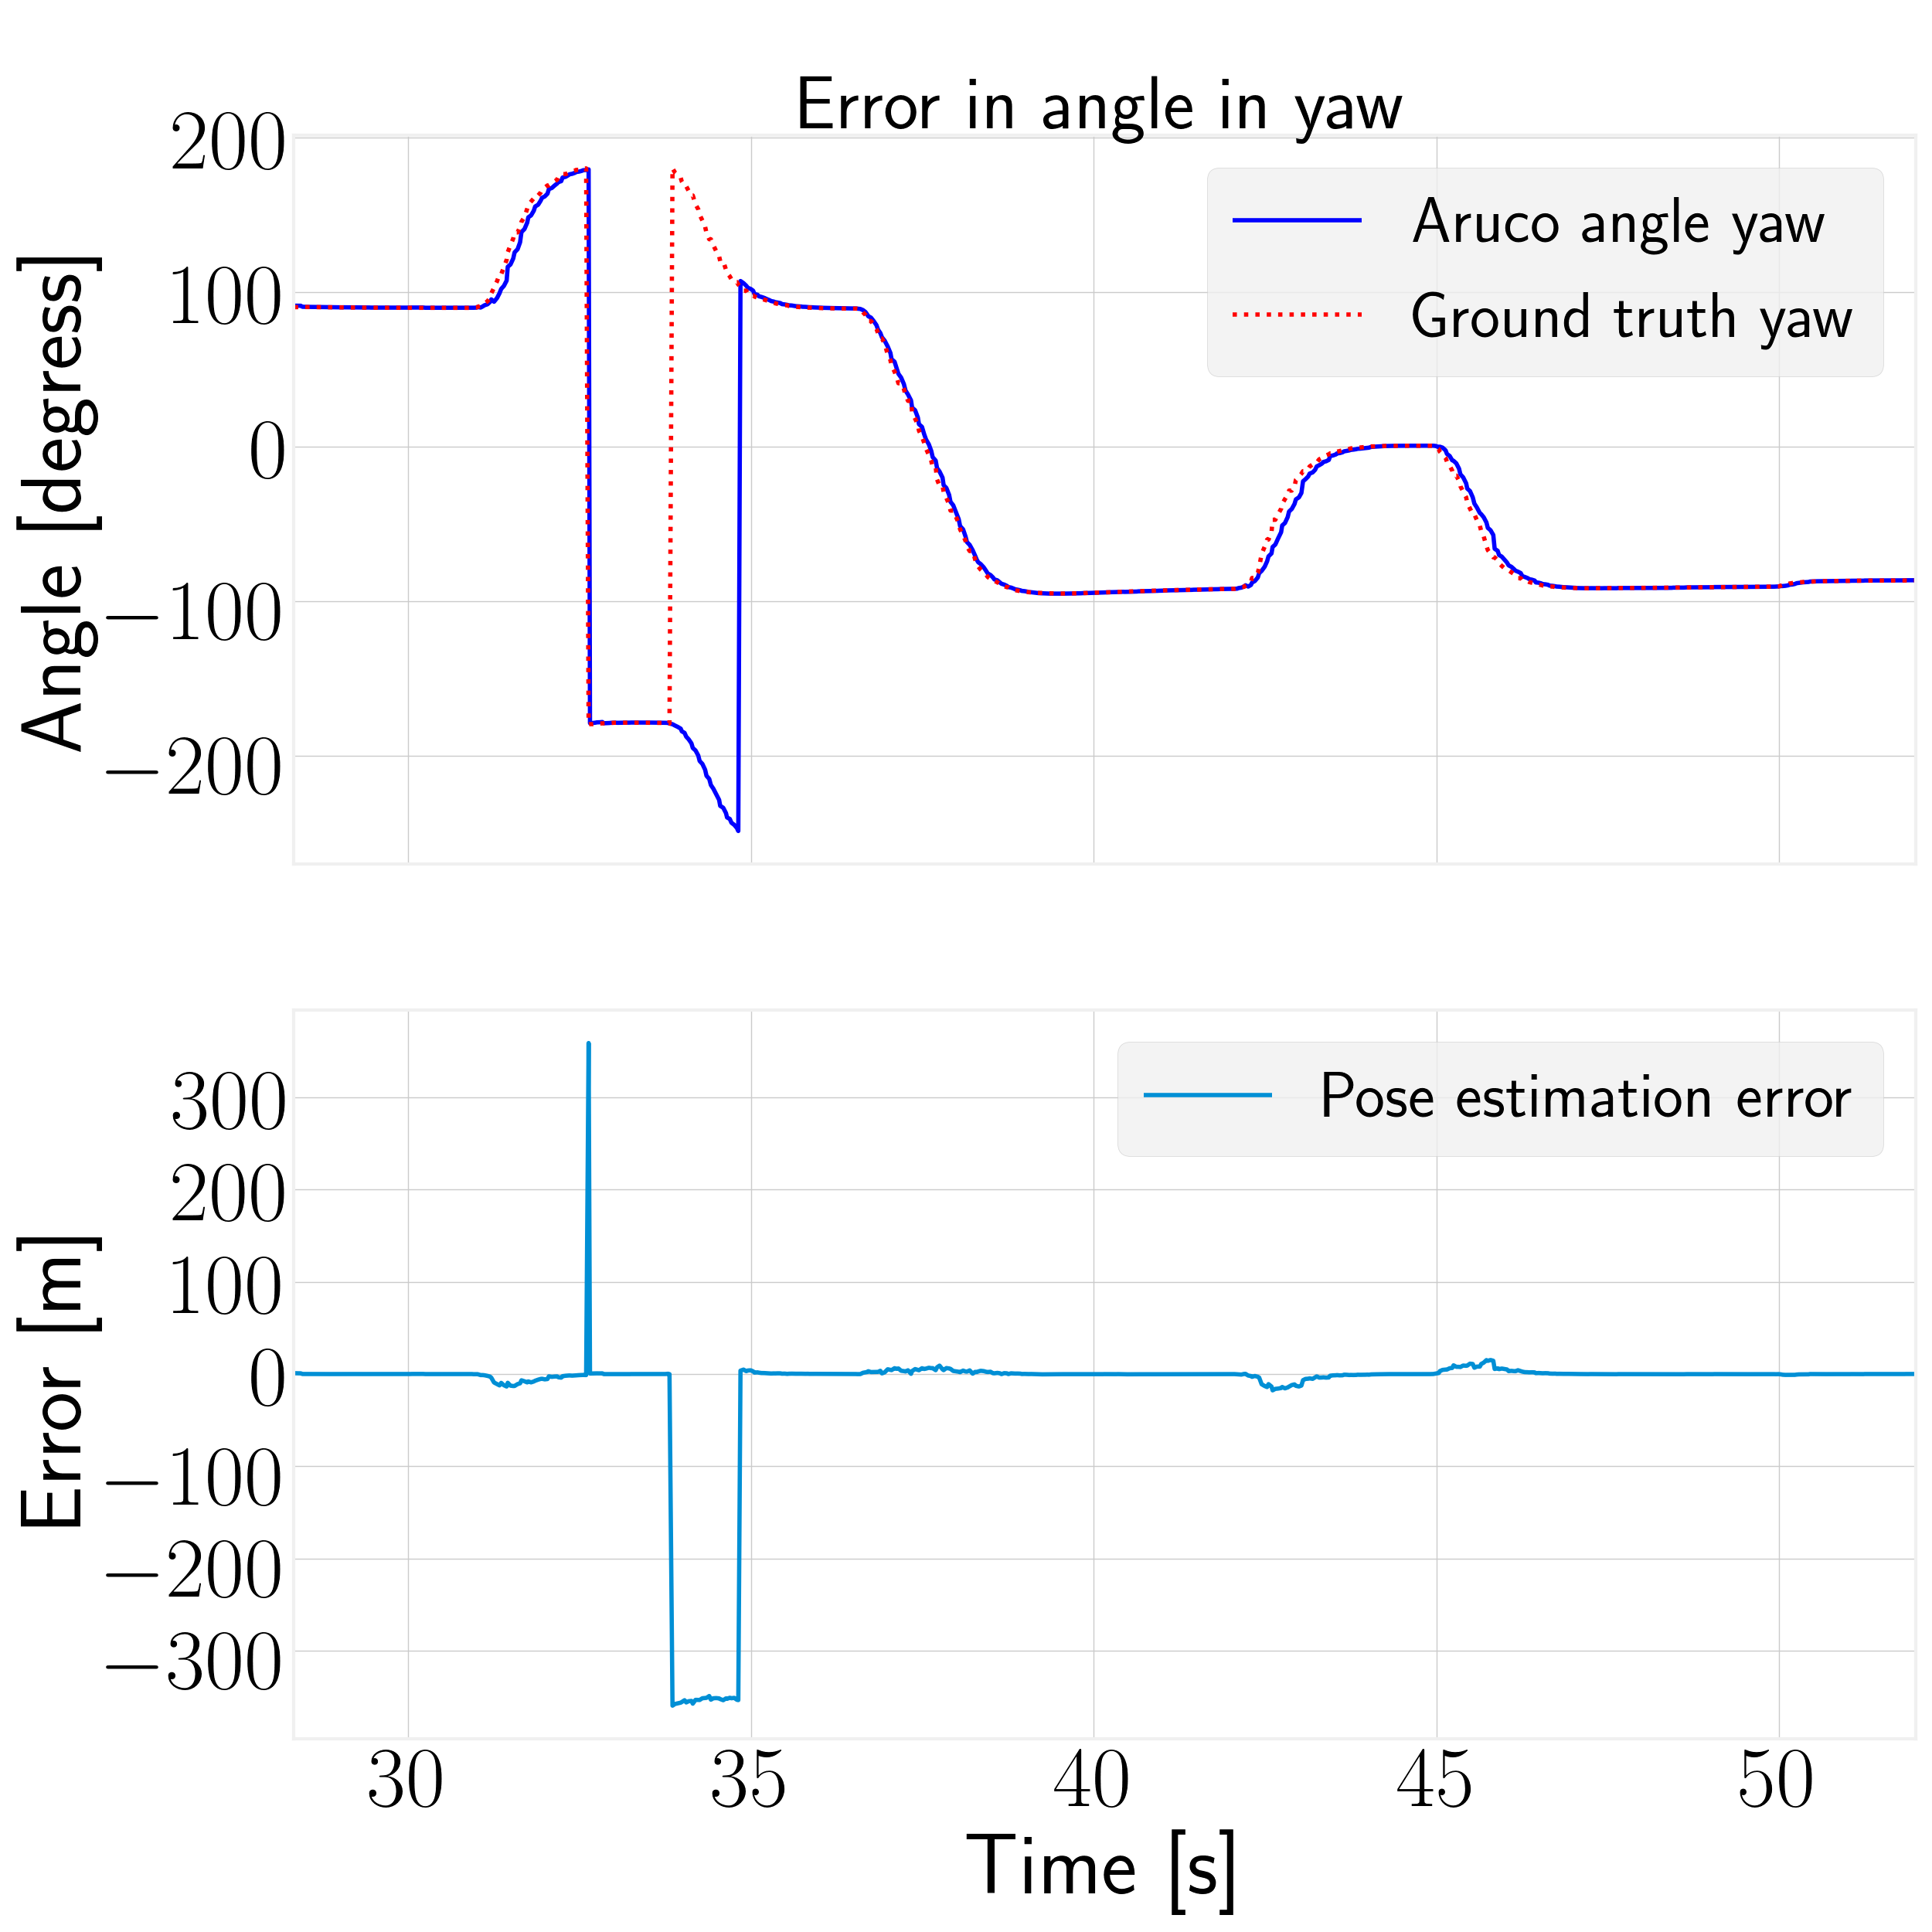 Error in angle in yaw
200
100
0
−100
−200
Angle [degress]
Aruco angle yaw
Ground truth yaw
300
200
100
0
−100
−200
−300
Error [m]
Pose estimation error
30 35 40 45 50
Time [s]